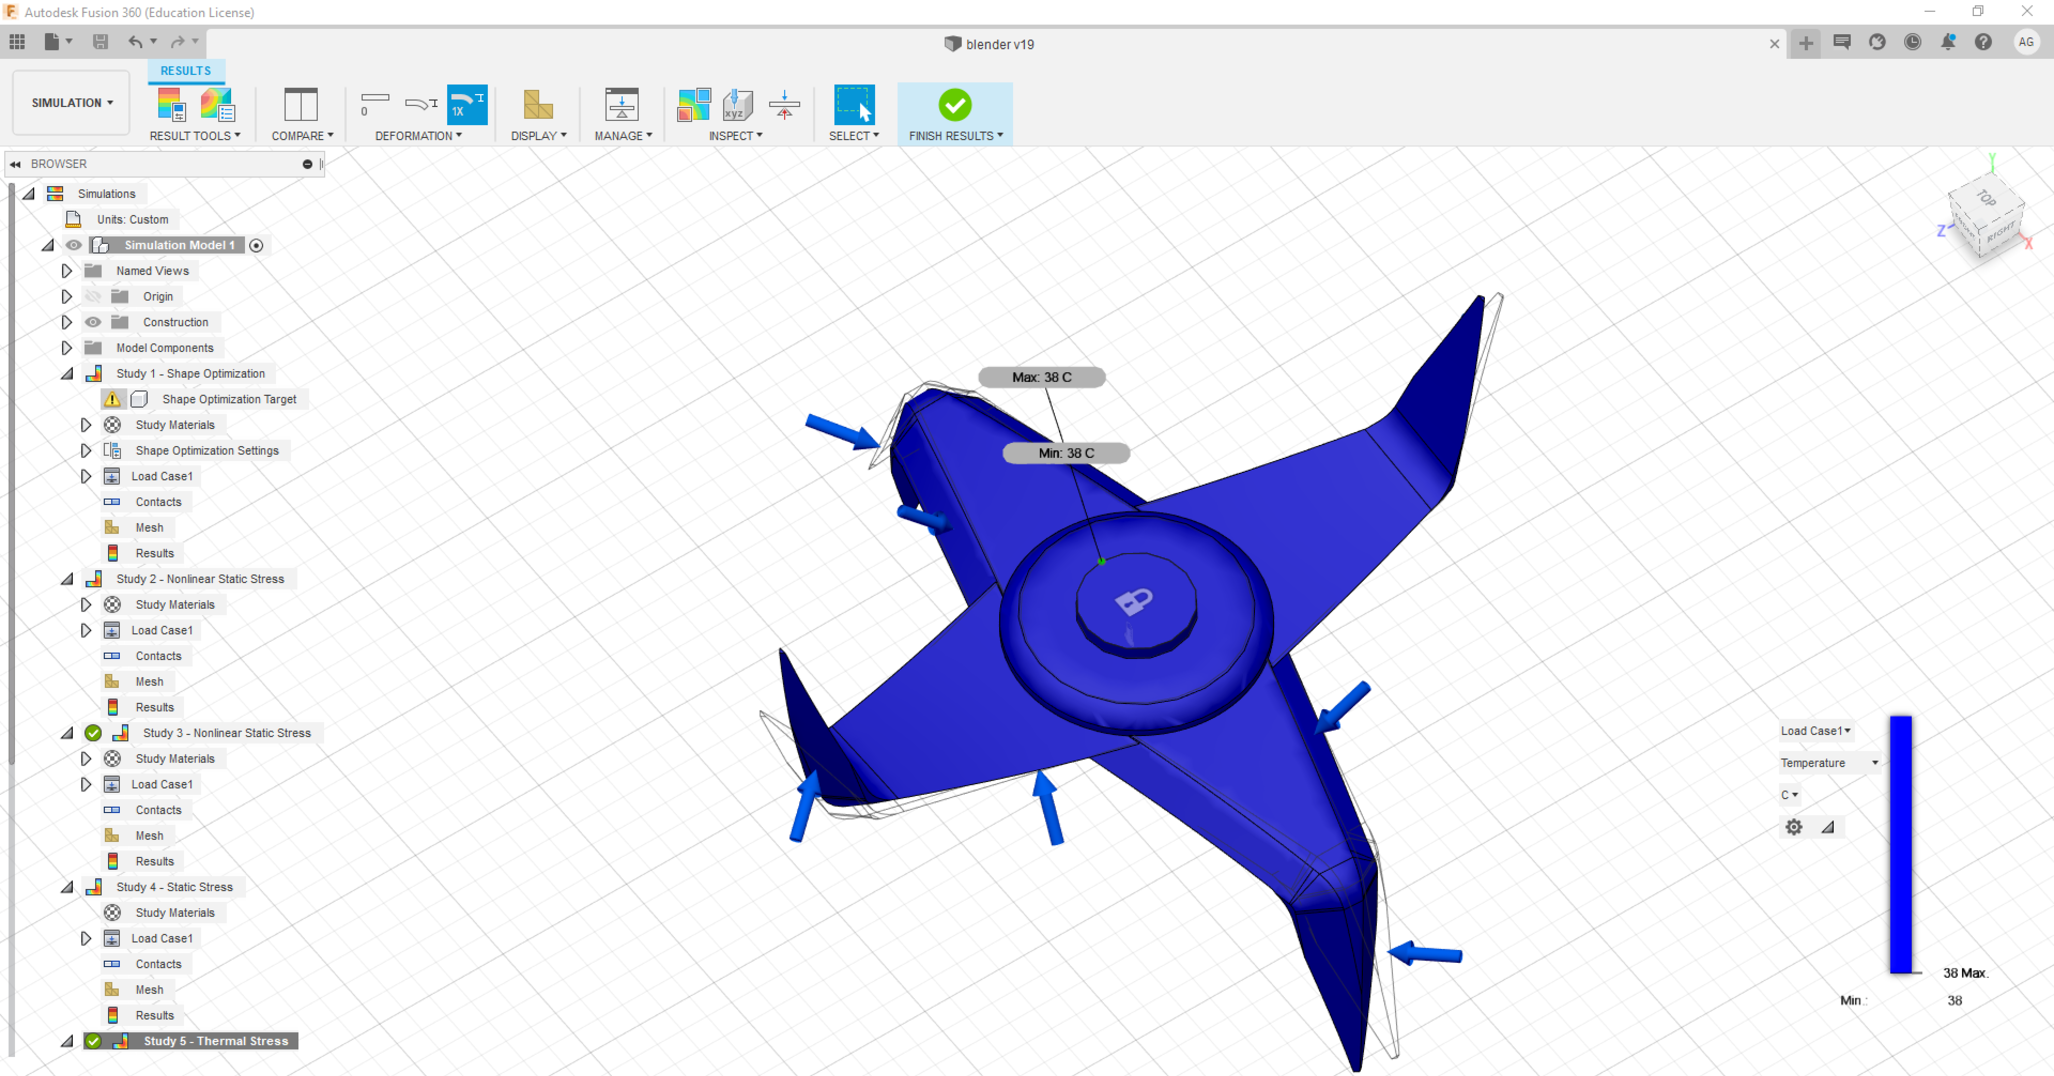 Autodesk Fusion 360 (Education License)
blender v19
AG
RESULTS
SIMULATION
0
1X
xyz
RESULT TOOLS
COMPARE
DEFORMATION
DISPLAY
MANAGE
INSPECT
SELECT
FINISH RESULTS
BROWSER
Simulations
Units: Custom
Simulation Model 1
Named Views
Origin
Construction
Model Components
Study 1 - Shape Optimization
Shape Optimization Target
Study Materials
Shape Optimization Settings
Load Case1
Contacts
Mesh
Results
Study 2 - Nonlinear Static Stress
Study Materials
Load Case1
Contacts
Mesh
Results
Study 3 - Nonlinear Static Stress
Study Materials
Load Case1
Contacts
Mesh
Results
Study 4 - Static Stress
Study Materials
Load Case1
Contacts
Mesh
Results
Study 5 - Thermal Stress
Max: 38 C
Min: 38 C
Y
TOP
Z
RIGHT
X
Load Case1
Temperature
C
38 Max.
Min.: 38